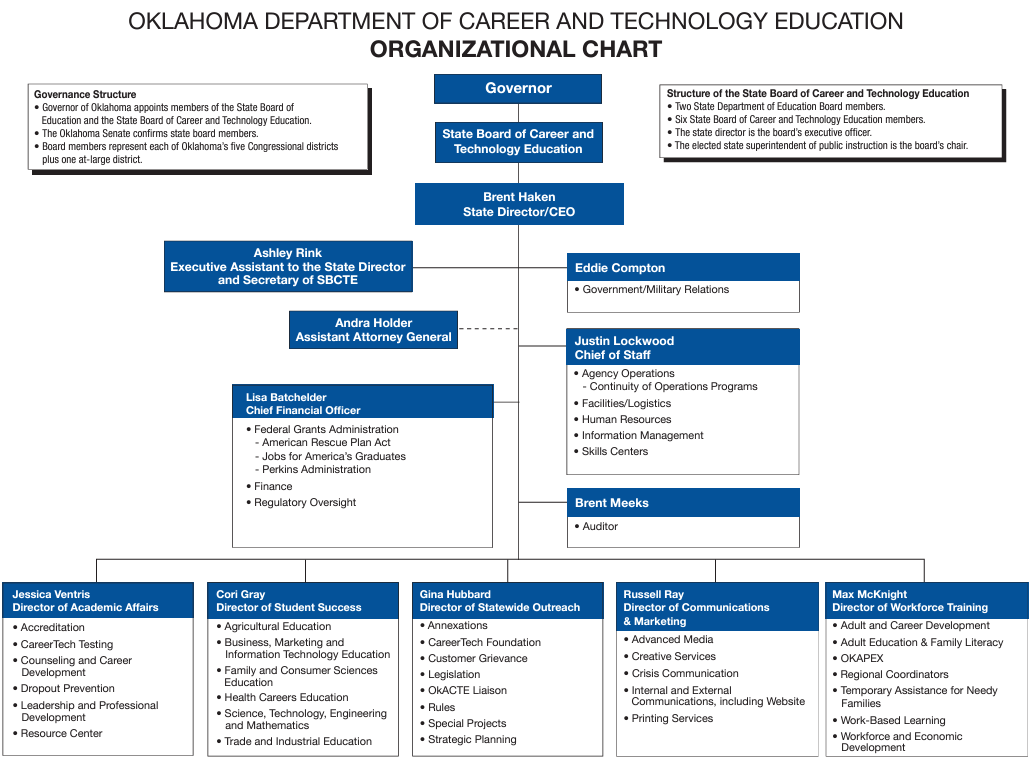 OKLAHOMA DEPARTMENT OF CAREER AND TECHNOLOGY EDUCATION
ORGANIZATIONAL CHART
Governance Structure
• Governor of Oklahoma appoints members of the State Board of
Education and the State Board of Career and Technology Education.
• The Oklahoma Senate confirms state board members.
• Board members represent each of Oklahoma's five Congressional districts
plus one at-large district.
Governor
State Board of Career and
Technology Education
Structure of the State Board of Career and Technology Education
• Two State Department of Education Board members.
• Six State Board of Career and Technology Education members.
• The state director is the board's executive officer.
• The elected state superintendent of public instruction is the board's chair.
Brent Haken
State Director/CEO
Ashley Rink
Executive Assistant to the State Director
and Secretary of SBCTE
Eddie Compton
• Government/Military Relations
Andra Holder
Assistant Attorney General
Justin Lockwood
Chief of Staff
• Agency Operations
- Continuity of Operations Programs
• Facilities/Logistics
• Human Resources
• Information Management
• Skills Centers
Lisa Batchelder
Chief Financial Officer
• Federal Grants Administration
- American Rescue Plan Act
- Jobs for America's Graduates
- Perkins Administration
• Finance
• Regulatory Oversight
Brent Meeks
• Auditor
Jessica Ventris
Director of Academic Affairs
• Accreditation
• CareerTech Testing
• Counseling and Career
Development
• Dropout Prevention
• Leadership and Professional
Development
• Resource Center
Cori Gray
Director of Student Success
• Agricultural Education
• Business, Marketing and
Information Technology Education
• Family and Consumer Sciences
Education
• Health Careers Education
• Science, Technology, Engineering
and Mathematics
• Trade and Industrial Education
Gina Hubbard
Director of Statewide Outreach
• Annexations
• CareerTech Foundation
• Customer Grievance
• Legislation
• OkACTE Liaison
• Rules
• Special Projects
• Strategic Planning
Russell Ray
Director of Communications
& Marketing
• Advanced Media
• Creative Services
• Crisis Communication
• Internal and External
Communications, including Website
• Printing Services
Max McKnight
Director of Workforce Training
• Adult and Career Development
• Adult Education & Family Literacy
• OKAPEX
• Regional Coordinators
• Temporary Assistance for Needy
Families
• Work-Based Learning
• Workforce and Economic
Development